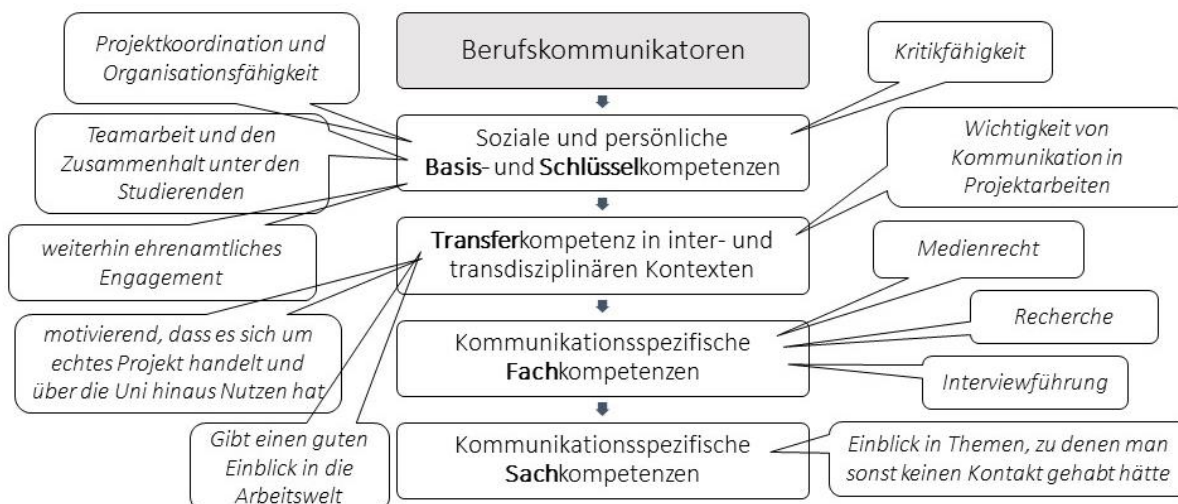 Projektkoordination und
Organisationsfähigkeit
Berufskommunikatoren
Kritikfähigkeit
Teamarbeit und den
Zusammenhalt unter den
Studierenden
Soziale und persönliche
Basis- und Schlüsselkompetenzen
Wichtigkeit von
Kommunikation in
Projektarbeiten
weiterhin ehrenamtliches
Engagement
Transferkompetenz in inter- und
transdisziplinären Kontexten
Medienrecht
motivierend, dass es sich um
echtes Projekt handelt und
über die Uni hinaus Nutzen hat
Kommunikationsspezifische
Fachkompetenzen
Recherche
Interviewführung
Gibt einen guten
Einblick in die
Arbeitswelt
Kommunikationsspezifische
Sachkompetenzen
Einblick in Themen, zu denen man
sonst keinen Kontakt gehabt hätte